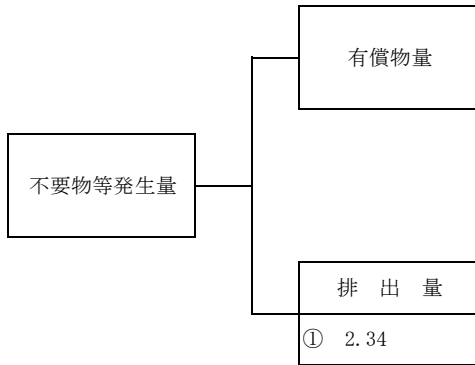 有償物量
不要物等発生量
排 出 量
① 2.34